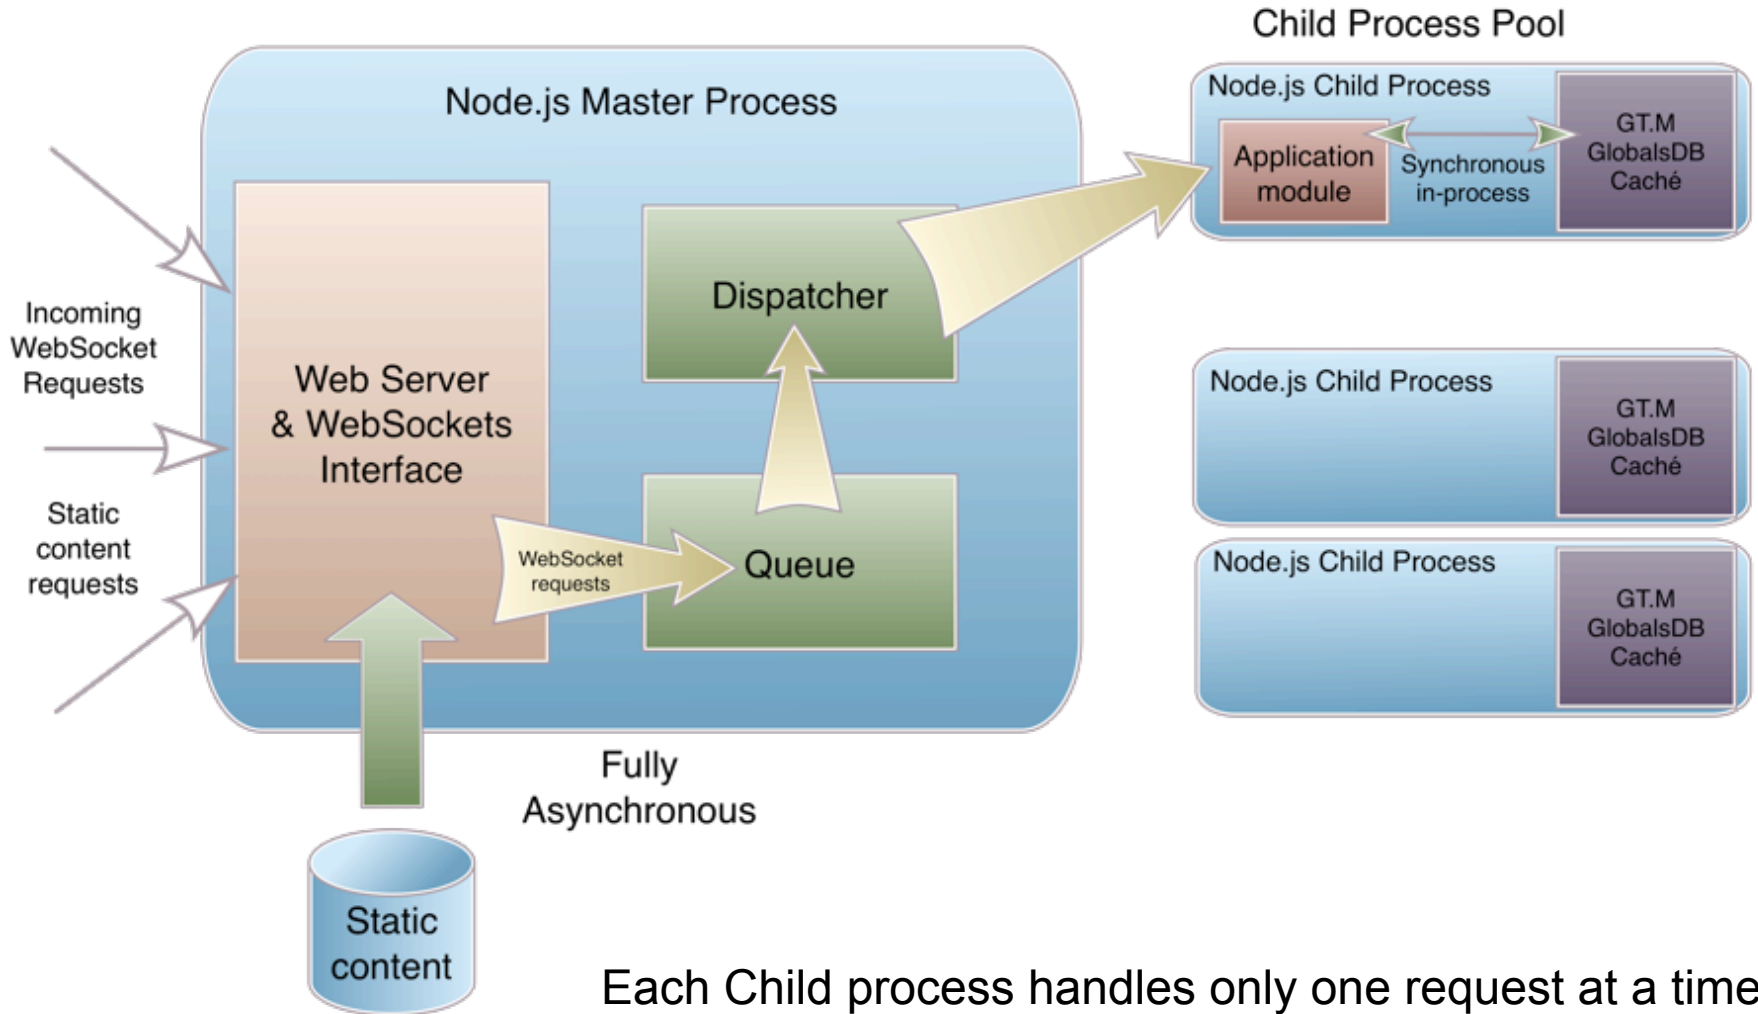 Child Process Pool
Node.js Master Process
Node.js Child Process
Application
module
Synchronous
in-process
GT.M
GlobalsDB
Caché
Incoming
WebSocket
Requests
Static
content
requests
Web Server
& WebSockets
Interface
WebSocket
requests
Dispatcher
Queue
Node.js Child Process
GT.M
GlobalsDB
Caché
Node.js Child Process
GT.M
GlobalsDB
Caché
Fully
Asynchronous
Static
content
Each Child process handles only one request at a time